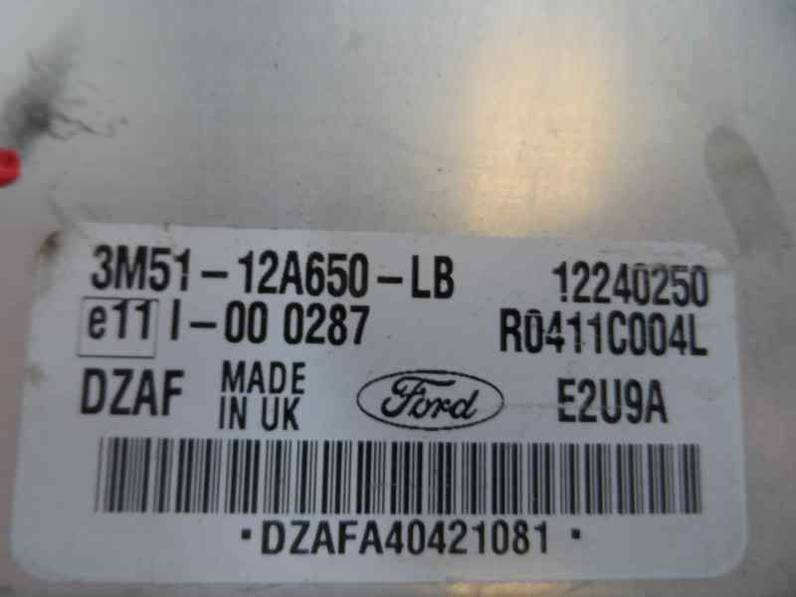 3M51-12A650-LB 12240250
e11 I-00 0287 R0411C004L
DZAF MADE IN UK Ford E2U9A
·DZAFA40421081·